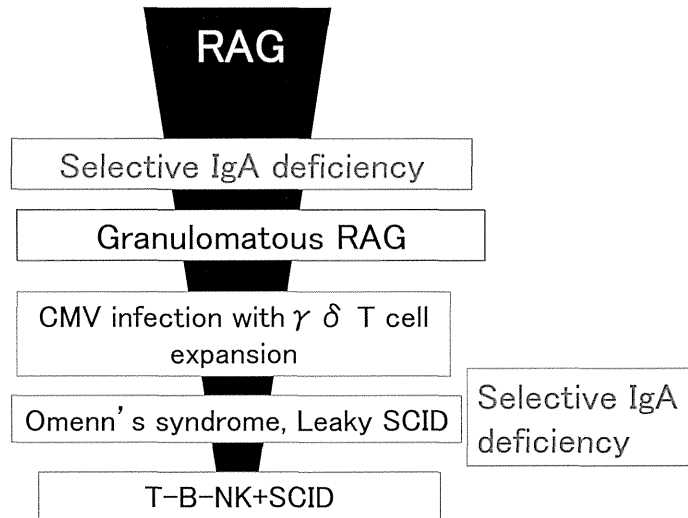 RAG
Selective IgA deficiency
Granulomatous RAG
CMV infection with γ δ T cell
expansion
Omenn's syndrome, Leaky SCID
Selective IgA
deficiency
T-B-NK+SCID